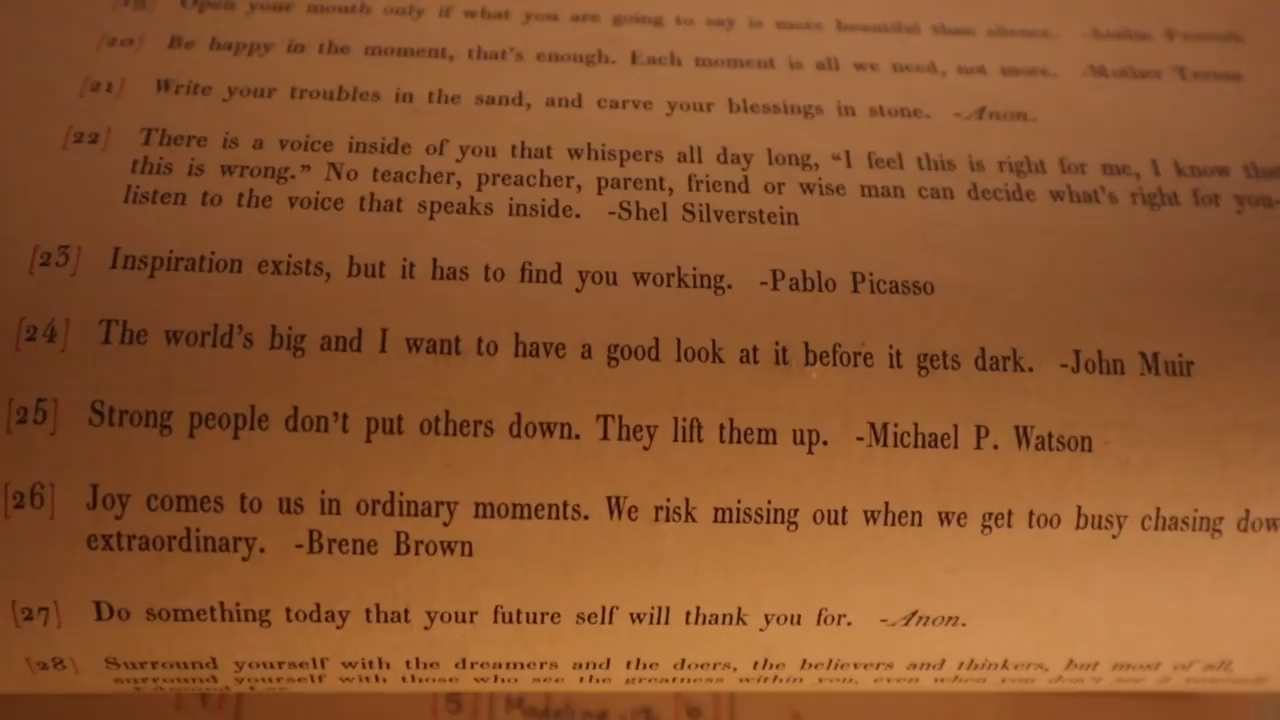 [19] Open your mouth only if what you are going to say is more beautiful than silence.
[20] Be happy in the moment, that's enough. Each moment is all we need, not more. -Mother Teresa
[21] Write your troubles in the sand, and carve your blessings in stone. -Anon.
[22] There is a voice inside of you that whispers all day long, “I feel this is right for me, I know that
this is wrong.” No teacher, preacher, parent, friend or wise man can decide what's right for you-
listen to the voice that speaks inside. -Shel Silverstein
[23] Inspiration exists, but it has to find you working. -Pablo Picasso
[24] The world's big and I want to have a good look at it before it gets dark. -John Muir
[25] Strong people don't put others down. They lift them up. -Michael P. Watson
[26] Joy comes to us in ordinary moments. We risk missing out when we get too busy chasing dow
extraordinary. -Brene Brown
[27] Do something today that your future self will thank you for. -Anon.
[28] Surround yourself with the dreamers and the doers, the believers and thinkers, but most of all,
surround yourself with those who see the greatness within you, even when you don't see it yourself.
[5]